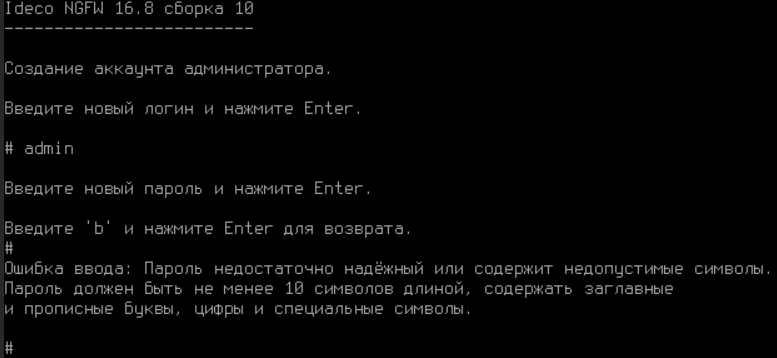 Ideco NGFW 16.8 сборка 10
-------------------------
Создание аккаунта администратора.
Введите новый логин и нажмите Enter.
# admin
Введите новый пароль и нажмите Enter.
Введите 'b' и нажмите Enter для возврата.
#
Ошибка ввода: Пароль недостаточно надёжный или содержит недопустимые символы.
Пароль должен быть не менее 10 символов длиной, содержать заглавные
и прописные буквы, цифры и специальные символы.
#